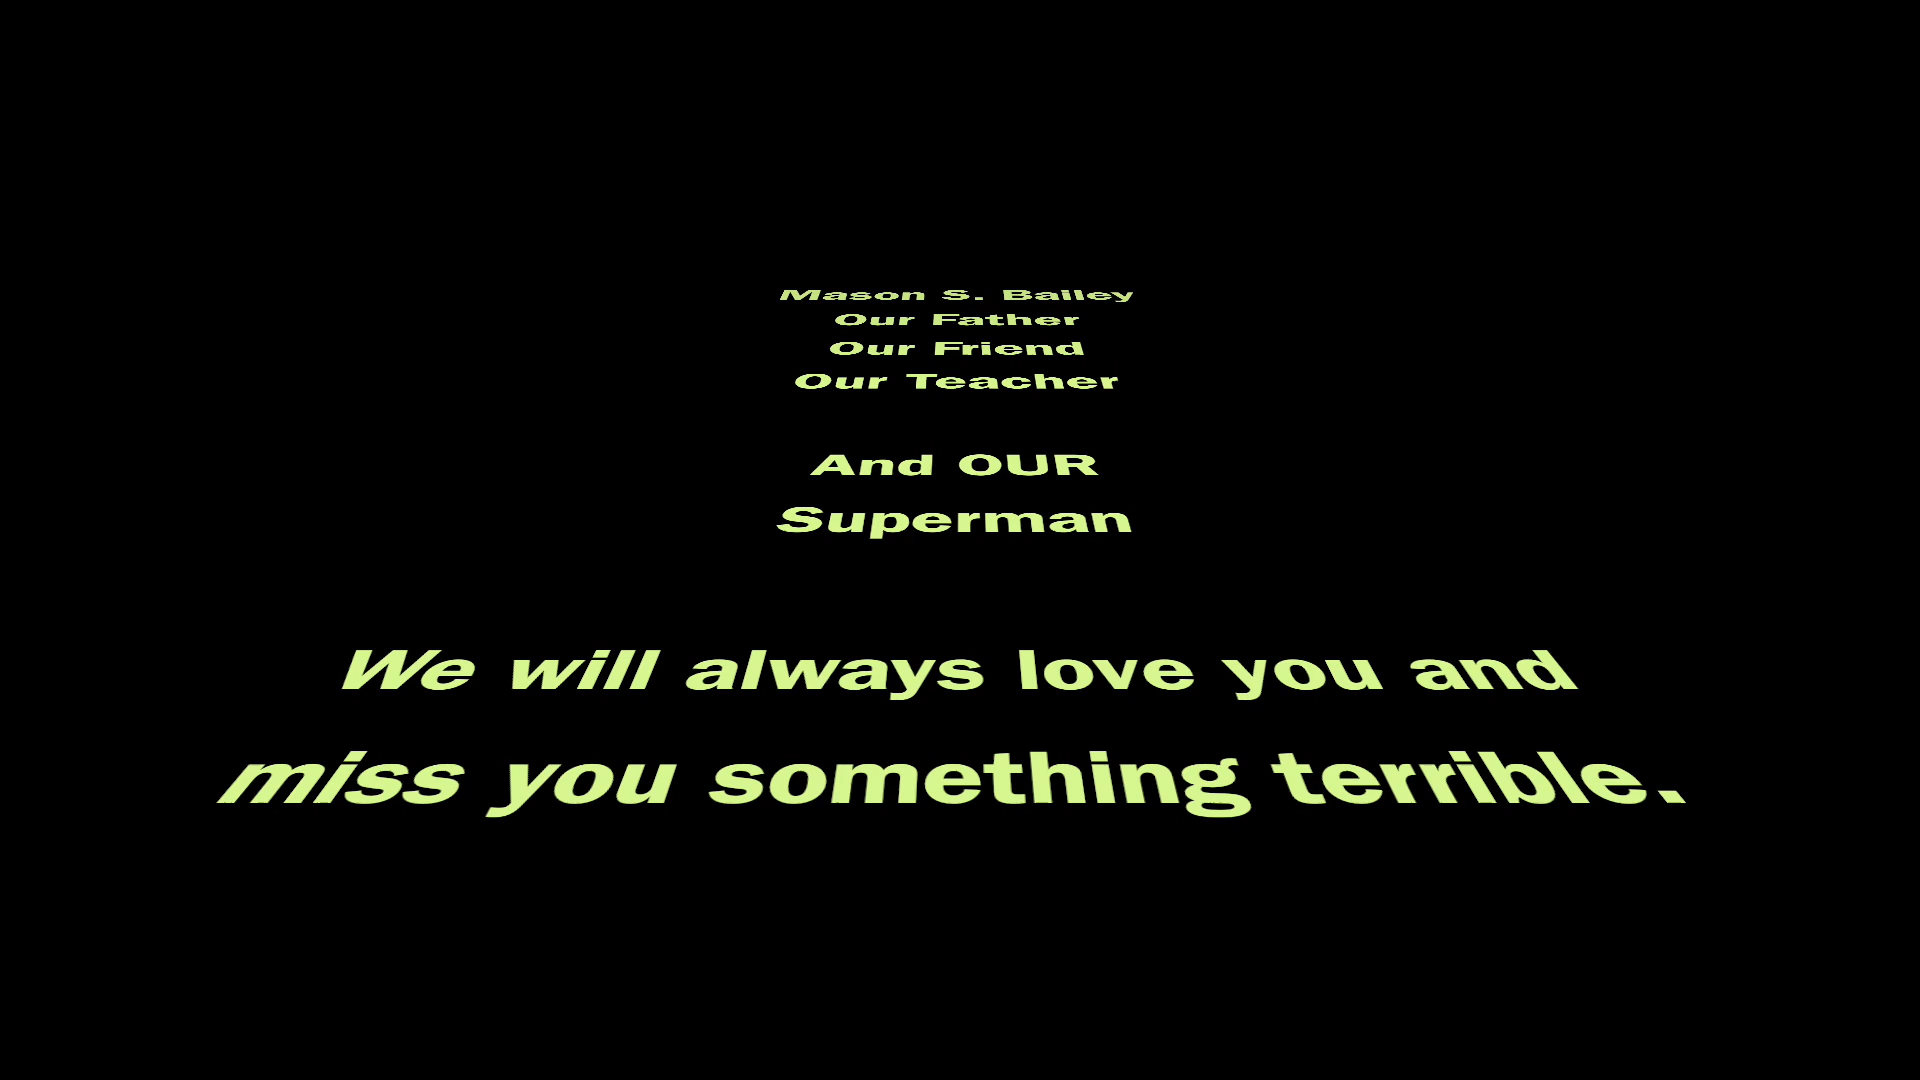 Mason S. Bailey
Our Father
Our Friend
Our Teacher
And OUR
Superman
We will always love you and
miss you something terrible.